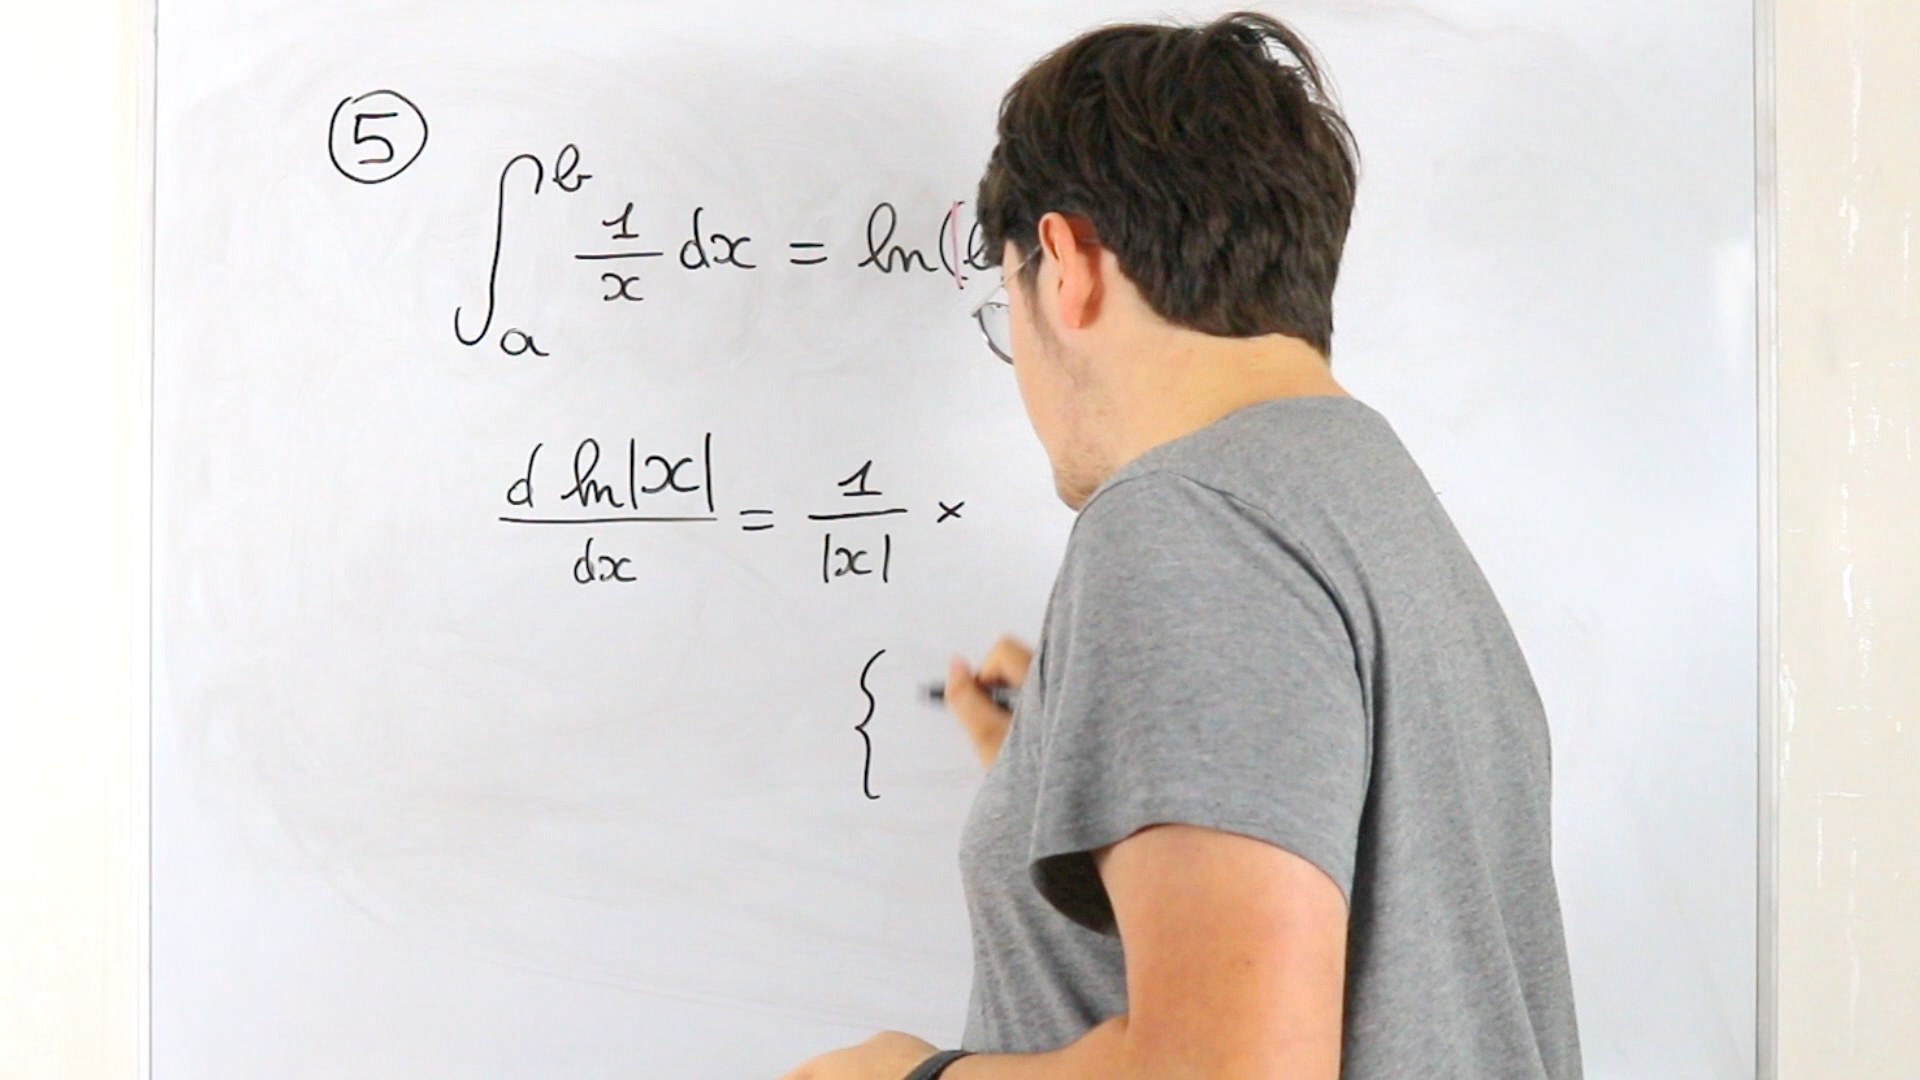 5
∫_a^b 1/x dx = ln(|b
d ln|x|/dx = 1/|x| ×
{